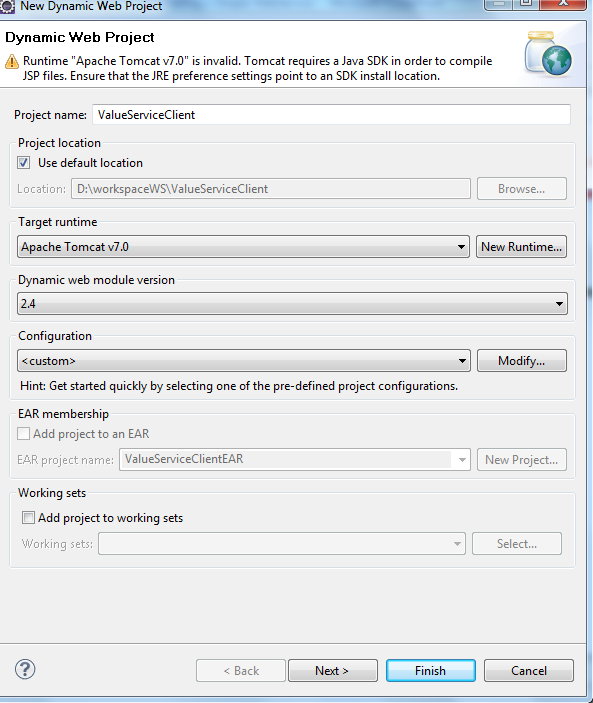 New Dynamic Web Project
Dynamic Web Project
Runtime "Apache Tomcat v7.0" is invalid. Tomcat requires a Java SDK in order to compile
JSP files. Ensure that the JRE preference settings point to an SDK install location.
Project name: ValueServiceClient
Project location
Use default location
Location: D:\workspaceWS\ValueServiceClient Browse...
Target runtime
Apache Tomcat v7.0 New Runtime...
Dynamic web module version
2.4
Configuration
<custom> Modify...
Hint: Get started quickly by selecting one of the pre-defined project configurations.
EAR membership
Add project to an EAR
EAR project name: ValueServiceClientEAR New Project...
Working sets
Add project to working sets
Working sets: Select...
? < Back Next > Finish Cancel